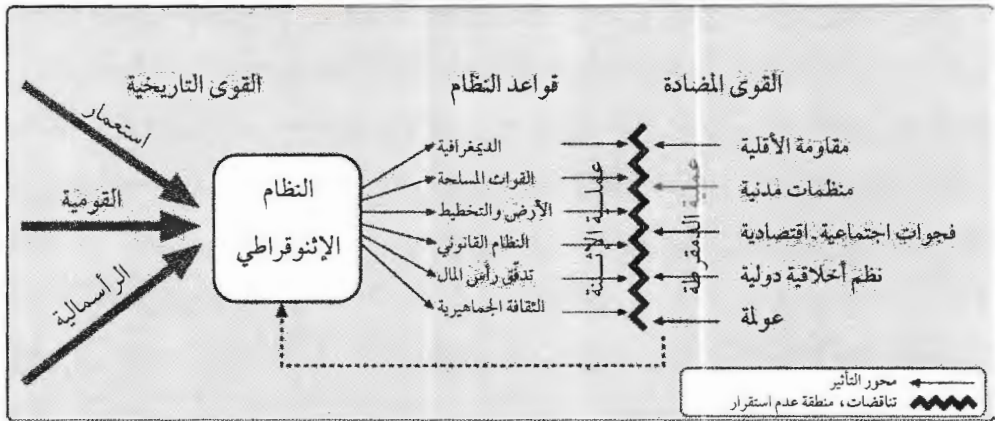 القوى التاريخية
قواعد النظام
القوى المضادة
استعمار
القومية
الرأسمالية
النظام
الإثنوقراطي
الديمغرافية
القوات المسلحة
الأرض والتخطيط
النظام القانوني
تدفق رأس المال
الثقافة الجماهيرية
عملية الأثننة
عملية الدمقرطة
مقاومة الأقلية
منظمات مدنية
فجوات اجتماعية. اقتصادية
نظم أخلاقية دولية
عولمة
محور التأثير
تناقضات، منطقة عدم استقرار